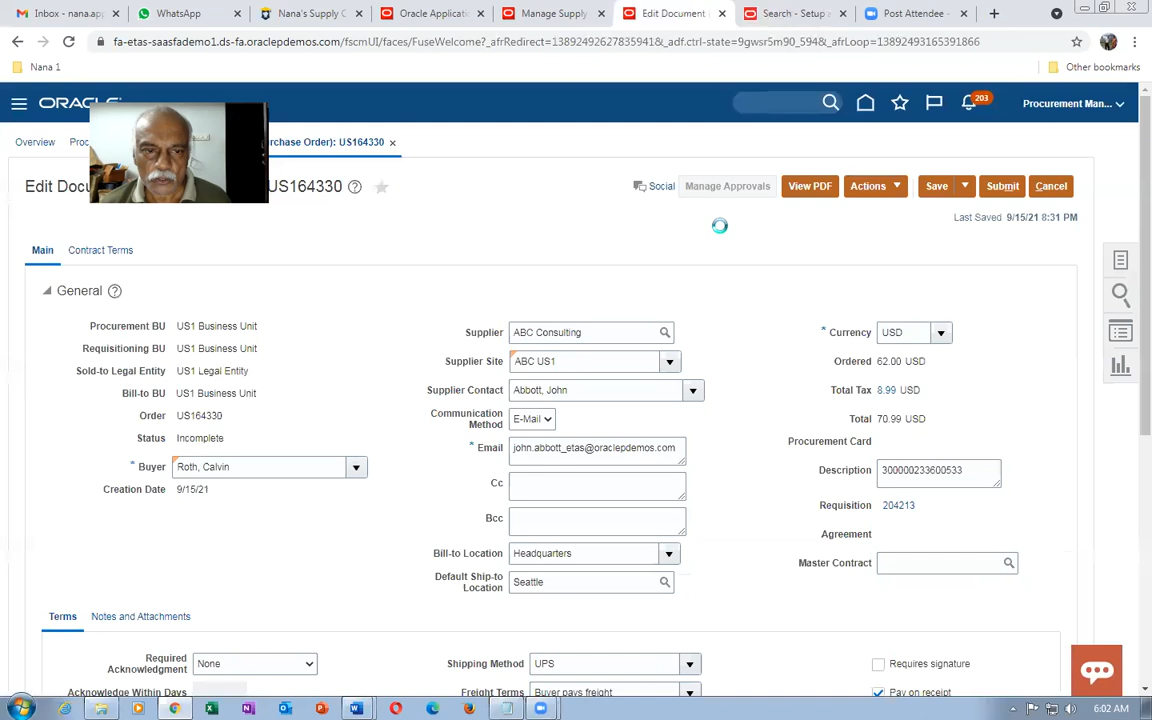 Inbox - nana.app
WhatsApp
Nana's Supply C
Oracle Applicatio
Manage Supply
Edit Document
Search - Setup
Post Attendee -
fa-etas-saasfademo1.ds-fa.oraclepdemos.com/fscmUI/faces/FuseWelcome?_afrRedirect=13892492627835941&_adf.ctrl-state=9gwsr5m90_594&_afrLoop=13892493165391866
Nana 1
Other bookmarks
ORACLE
203
Procurement Man...
Overview
Proc
rchase Order): US164330
Edit Docu
US164330
Social
Manage Approvals
View PDF
Actions
Save
Submit
Cancel
Last Saved 9/15/21 8:31 PM
Main
Contract Terms
General
Procurement BU US1 Business Unit
Requisitioning BU US1 Business Unit
Sold-to Legal Entity US1 Legal Entity
Bill-to BU US1 Business Unit
Order US164330
Status Incomplete
* Buyer Roth, Calvin
Creation Date 9/15/21
Supplier ABC Consulting
Supplier Site ABC US1
Supplier Contact Abbott, John
Communication
Method E-Mail
* Email john.abbott_etas@oraclepdemos.com
Cc
Bcc
Bill-to Location Headquarters
Default Ship-to
Location Seattle
* Currency USD
Ordered 62.00 USD
Total Tax 8.99 USD
Total 70.99 USD
Procurement Card
Description 300000233600533
Requisition 204213
Agreement
Master Contract
Terms
Notes and Attachments
Required
Acknowledgment None
Acknowledge Within Days
Shipping Method UPS
Freight Terms Buyer pays freight
Requires signature
Pay on receipt
6:02 AM